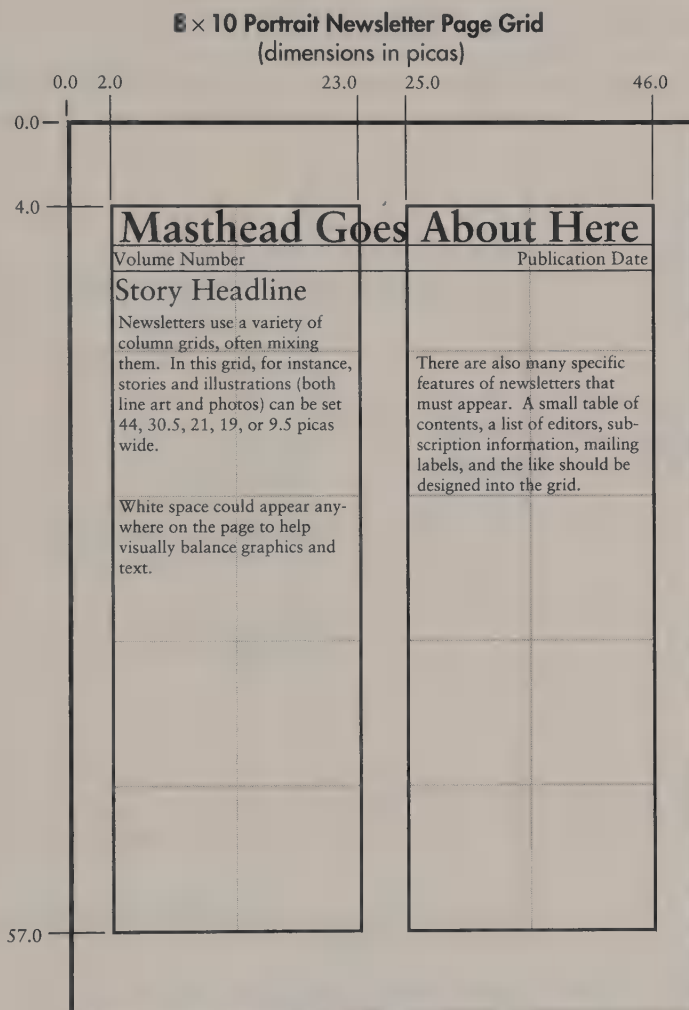 8 × 10 Portrait Newsletter Page Grid
(dimensions in picas)
0.0 2.0 23.0 25.0 46.0
0.0
4.0
Masthead Goes About Here
Volume Number Publication Date
Story Headline
Newsletters use a variety of
column grids, often mixing
them. In this grid, for instance,
stories and illustrations (both
line art and photos) can be set
44, 30.5, 21, 19, or 9.5 picas
wide.
White space could appear any-
where on the page to help
visually balance graphics and
text.
There are also many specific
features of newsletters that
must appear. A small table of
contents, a list of editors, sub-
scription information, mailing
labels, and the like should be
designed into the grid.
57.0